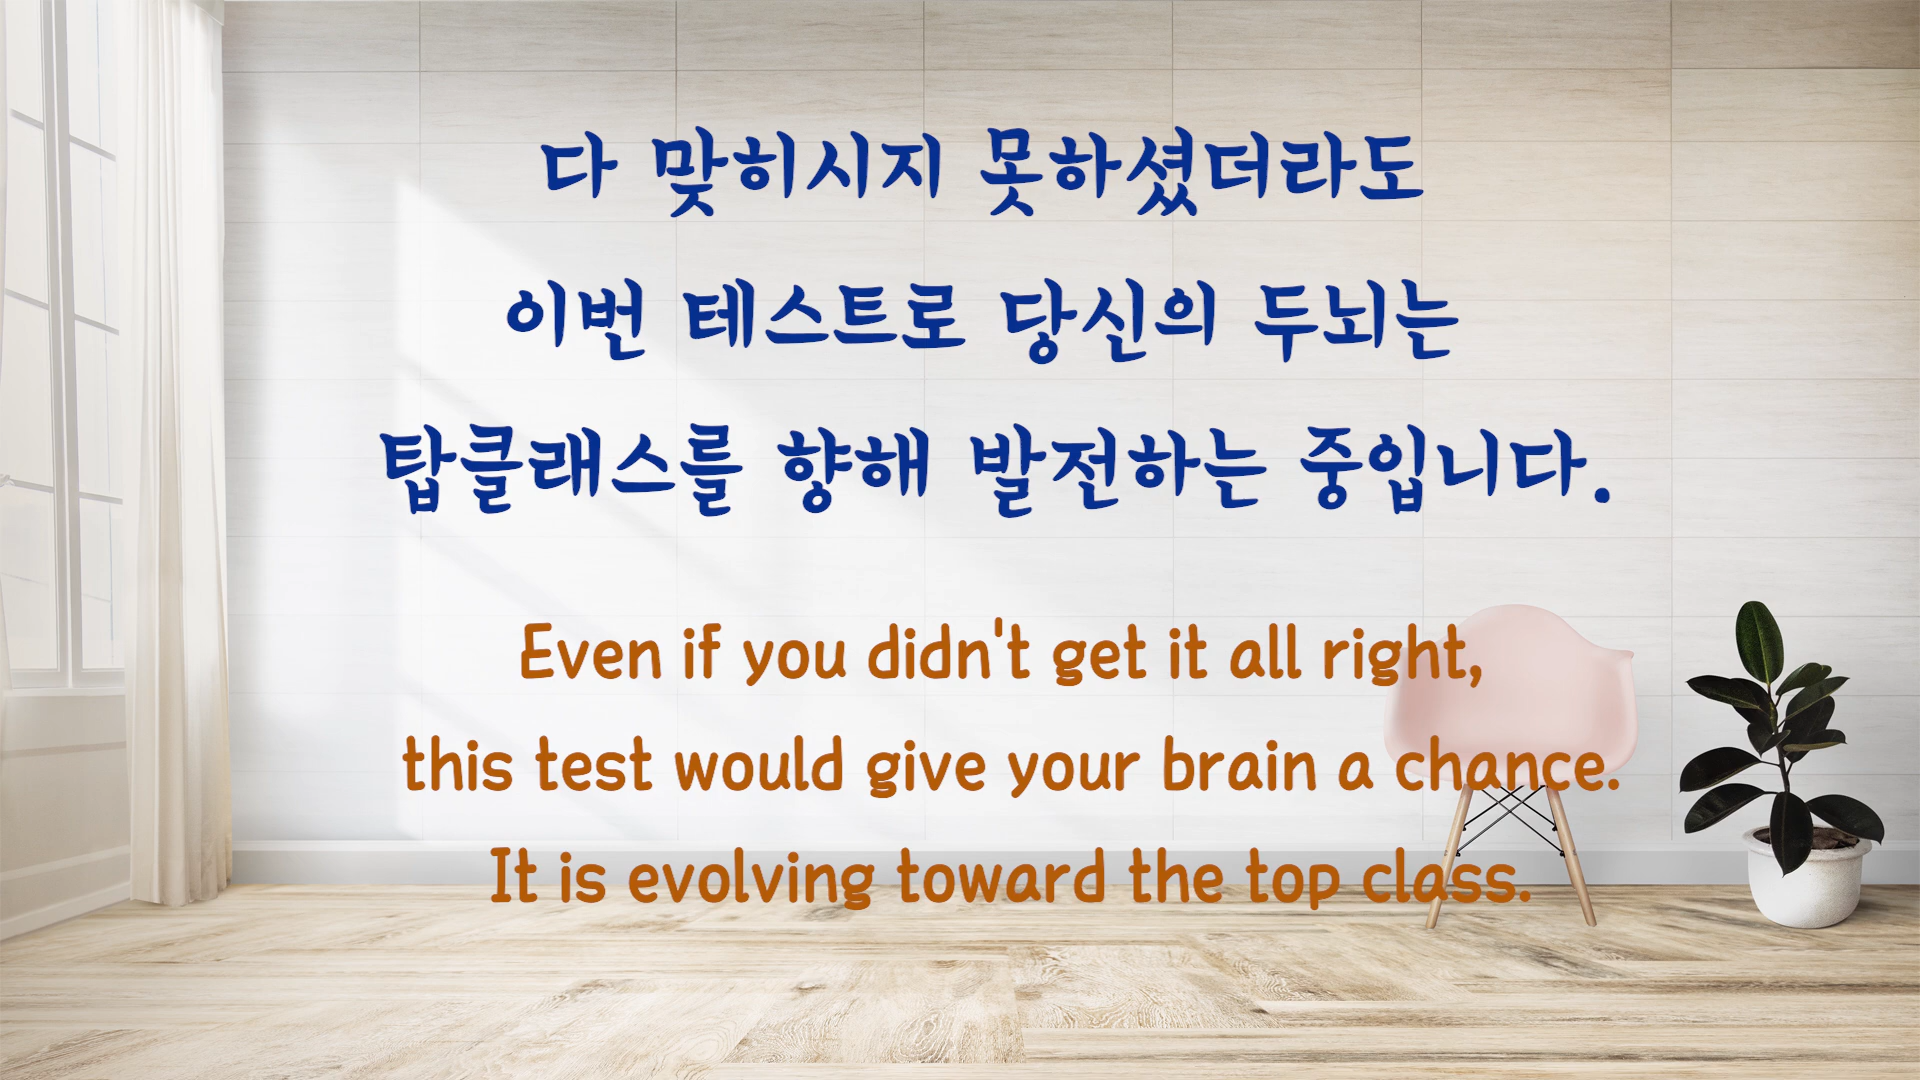 다 맞히시지 못하셨더라도
이번 테스트로 당신의 두뇌는
탑클래스를 향해 발전하는 중입니다.
Even if you didn't get it all right,
this test would give your brain a chance.
It is evolving toward the top class.